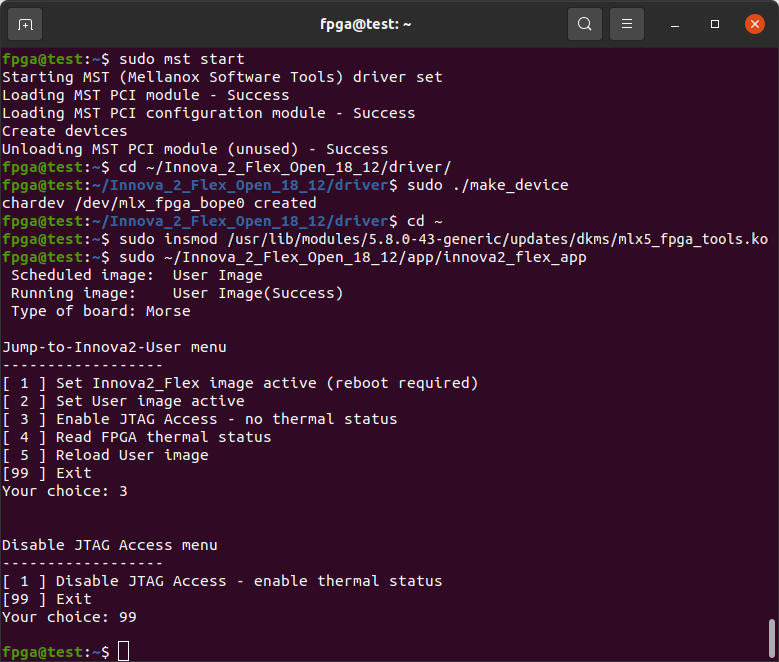 fpga@test: ~
fpga@test:~$ sudo mst start
Starting MST (Mellanox Software Tools) driver set
Loading MST PCI module - Success
Loading MST PCI configuration module - Success
Create devices
Unloading MST PCI module (unused) - Success
fpga@test:~$ cd ~/Innova_2_Flex_Open_18_12/driver/
fpga@test:~/Innova_2_Flex_Open_18_12/driver$ sudo ./make_device
chardev /dev/mlx_fpga_bope0 created
fpga@test:~/Innova_2_Flex_Open_18_12/driver$ cd ~
fpga@test:~$ sudo insmod /usr/lib/modules/5.8.0-43-generic/updates/dkms/mlx5_fpga_tools.ko
fpga@test:~$ sudo ~/Innova_2_Flex_Open_18_12/app/innova2_flex_app
 Scheduled image:  User Image
 Running image:    User Image(Success)
 Type of board: Morse

Jump-to-Innova2-User menu
------------------
[ 1 ] Set Innova2_Flex image active (reboot required)
[ 2 ] Set User image active
[ 3 ] Enable JTAG Access - no thermal status
[ 4 ] Read FPGA thermal status
[ 5 ] Reload User image
[99 ] Exit
Your choice: 3

Disable JTAG Access menu
------------------
[ 1 ] Disable JTAG Access - enable thermal status
[99 ] Exit
Your choice: 99

fpga@test:~$